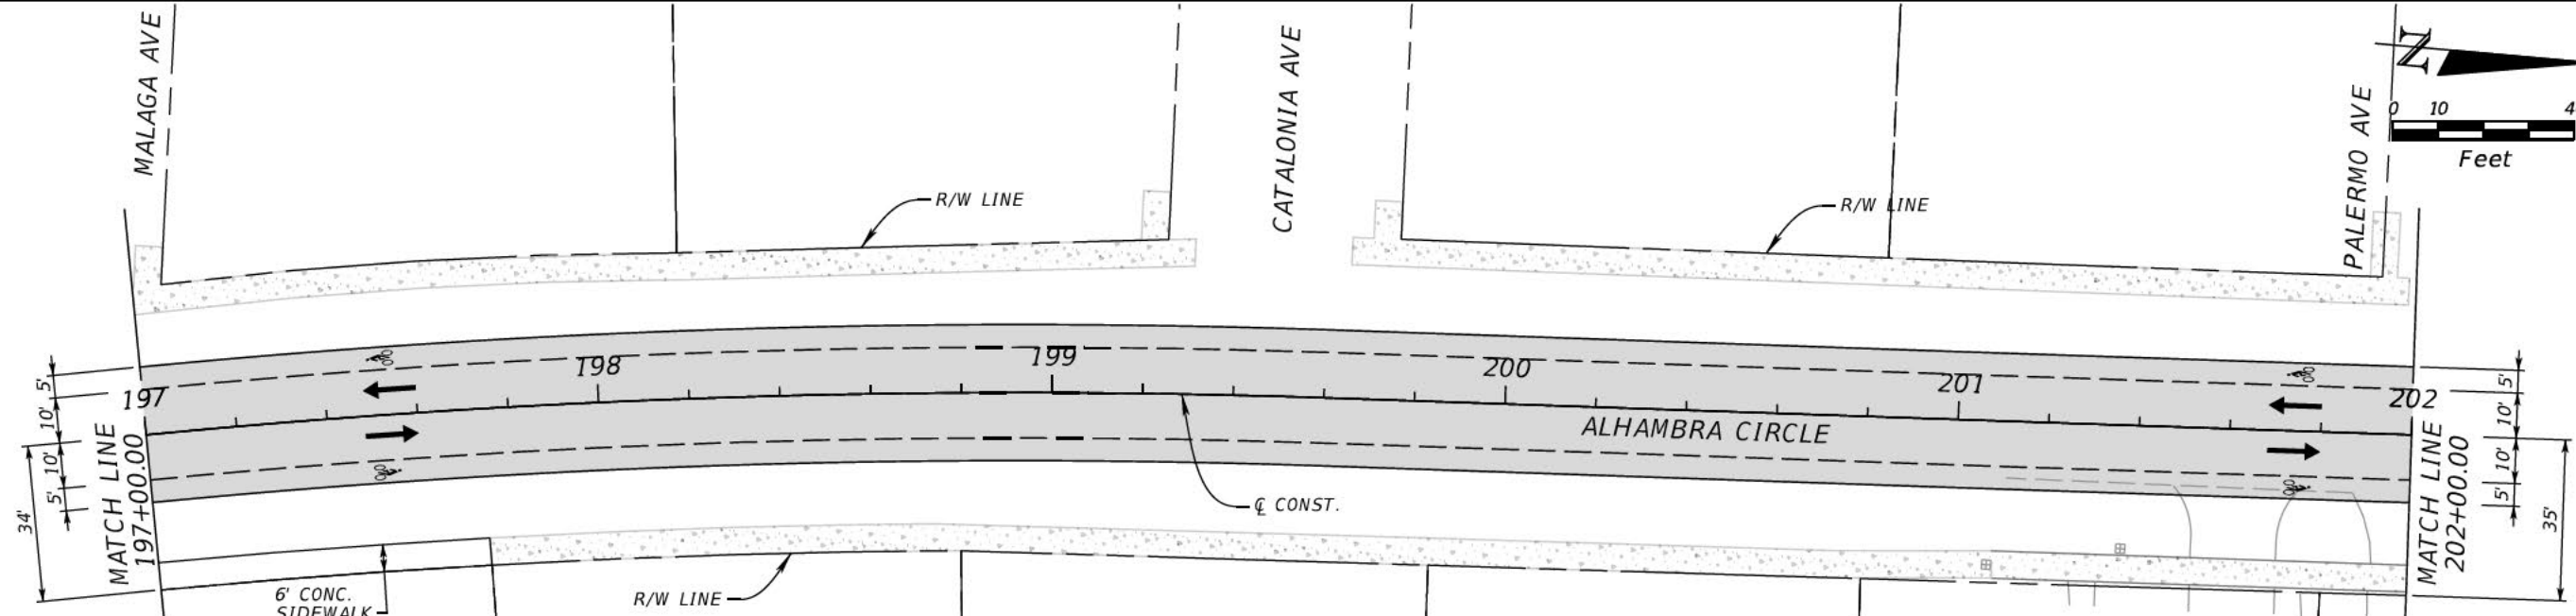 MALAGA AVE
CATALONIA AVE
PALERMO AVE
N
0 10 4
Feet
R/W LINE
R/W LINE
197
198
199
200
201
202
5'
10'
10'
5'
34'
5'
10'
10'
5'
35'
ALHAMBRA CIRCLE
MATCH LINE
197+00.00
MATCH LINE
202+00.00
℄ CONST.
6' CONC.
SIDEWALK
R/W LINE